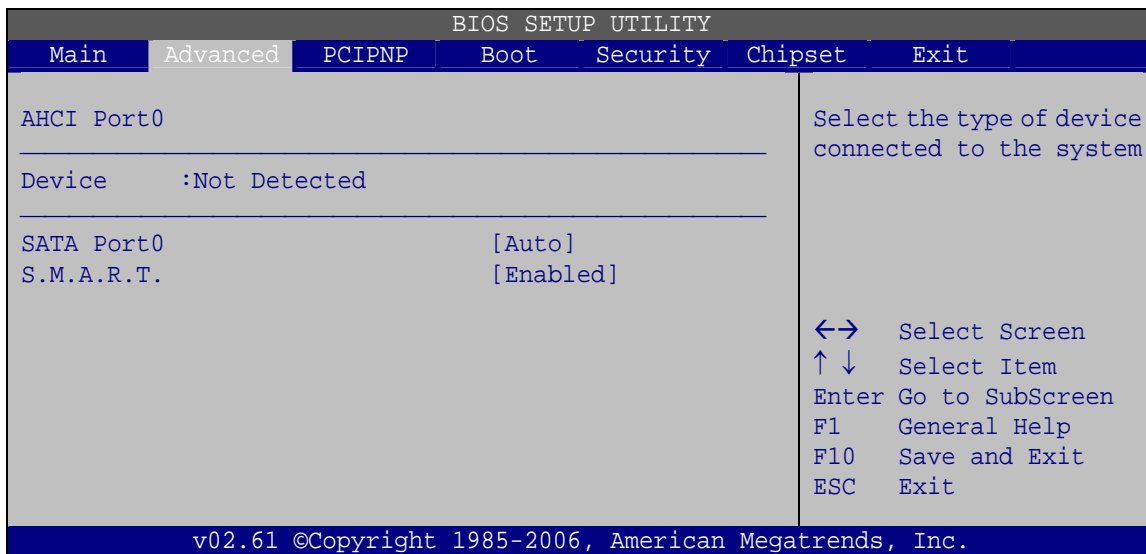 BIOS SETUP UTILITY
Main Advanced PCIPNP Boot Security Chipset Exit
AHCI Port0
Device :Not Detected
SATA Port0 [Auto]
S.M.A.R.T. [Enabled]
Select the type of device
connected to the system
←→ Select Screen
↑ ↓ Select Item
Enter Go to SubScreen
F1 General Help
F10 Save and Exit
ESC Exit
v02.61 ©Copyright 1985-2006, American Megatrends, Inc.